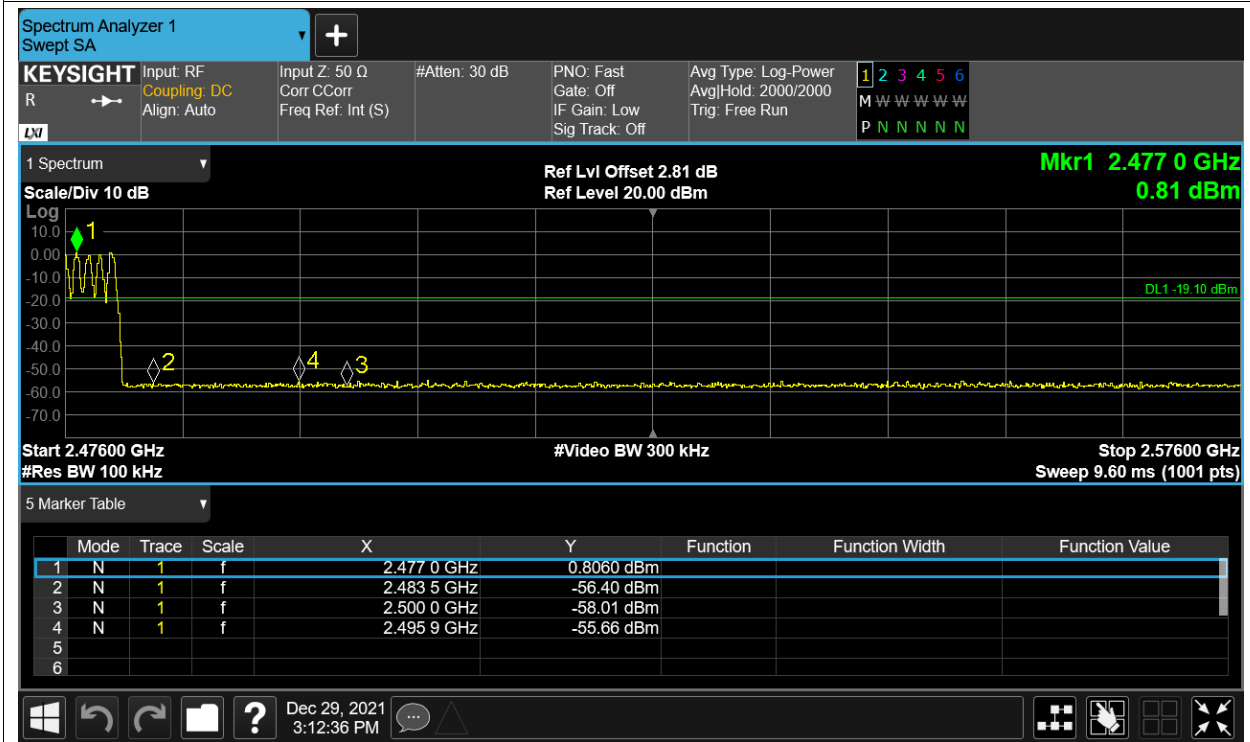 Spectrum Analyzer 1
Swept SA
+
KEYSIGHT Input: RF Input Z: 50 Ω #Atten: 30 dB PNO: Fast Avg Type: Log-Power 1 2 3 4 5 6
R Coupling: DC Corr CCorr Gate: Off Avg|Hold: 2000/2000 M W W W W W
Align: Auto Freq Ref: Int (S) IF Gain: Low Trig: Free Run
LXI Sig Track: Off P N N N N N
1 Spectrum Ref Lvl Offset 2.81 dB Mkr1 2.477 0 GHz
Scale/Div 10 dB Ref Level 20.00 dBm 0.81 dBm
Log
10.0 1
0.00
-10.0
DL1 -19.10 dBm
-20.0
-30.0
-40.0
2 4 3
-50.0
-60.0
-70.0
Start 2.47600 GHz #Video BW 300 kHz Stop 2.57600 GHz
#Res BW 100 kHz Sweep 9.60 ms (1001 pts)
5 Marker Table
Mode Trace Scale X Y Function Function Width Function Value
1 N 1 f 2.477 0 GHz 0.8060 dBm
2 N 1 f 2.483 5 GHz -56.40 dBm
3 N 1 f 2.500 0 GHz -58.01 dBm
4 N 1 f 2.495 9 GHz -55.66 dBm
5
6
? Dec 29, 2021
3:12:36 PM